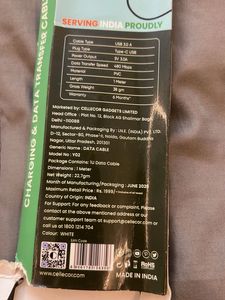 SERVING INDIA PROUDLY
CHARGING & DATA TRANSFER CABLE
Cable Type USB 3.0 A
Plug Type Type-C USB
Power Output 5V 3.0A
Data Transfer Speed 480 Mbps
Material PVC
Length 1 Meter
Gross Weight 36 gm
Warranty 6 Months*
Marketed By : CELLECOR GADGETS LIMITED
Head Office : Plot No. 12, Block AG Shalimar Bagh
Delhi - 110088
Manufactured & Packaging By : U.N.E. (INDIA) PVT. LTD.
D-12, Sector-80, Phase-II, Noida, Gautam Buddha
Nagar, Uttar Pradesh, 201301
Generic Name: DATA CABLE
Model : Y02
Package Contains: 1U Data Cable
Dimensions : 1 Meter
Net Weight : 22.7gm
Month of Manufacturing/Packaging : JUNE 2025
Maximum Retail Price : Rs. 1999/-
Country of Origin: INDIA
Support: For any feedback or complaint, Please
contact at the above mentioned address or our
customer care at support@cellecor.in
or call us at 1800 1214 704
Colour: WHITE
MADE IN INDIA
www.cellecor.com
RoHS